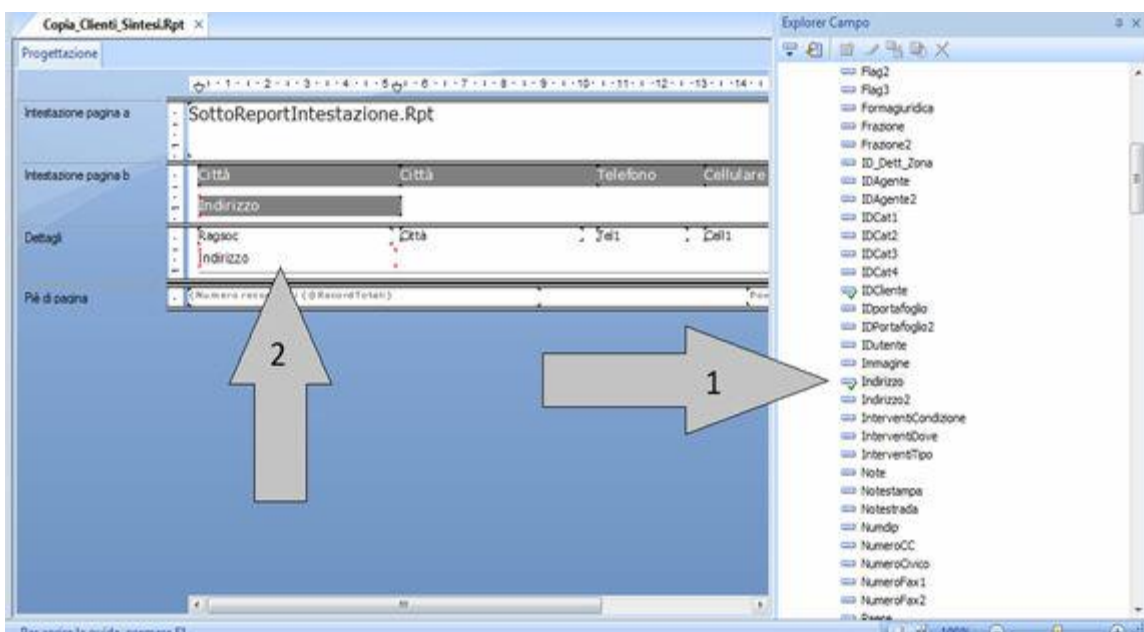 Copia_Clienti_Sintesi.Rpt ×
Progettazione
Intestazione pagina a
SottoReportIntestazione.Rpt
Intestazione pagina b
Città Città Telefono Cellulare
Indirizzo
Dettagli
Ragsoc Città Tel1 Cell1
Indirizzo
Piè di pagina
2
1
Explorer Campo
Flag2
Flag3
Formagiuridica
Frazione
Frazione2
ID_Dett_Zona
IDAgente
IDAgente2
IDCat1
IDCat2
IDCat3
IDCat4
IDCliente
IDportafoglio
IDPortafoglio2
IDutente
Immagine
Indirizzo
Indirizzo2
InterventiCondizione
InterventiDove
InterventiTipo
Note
Notestampa
Notestrada
Numdip
NumeroCC
NumeroCivico
NumeroFax1
NumeroFax2